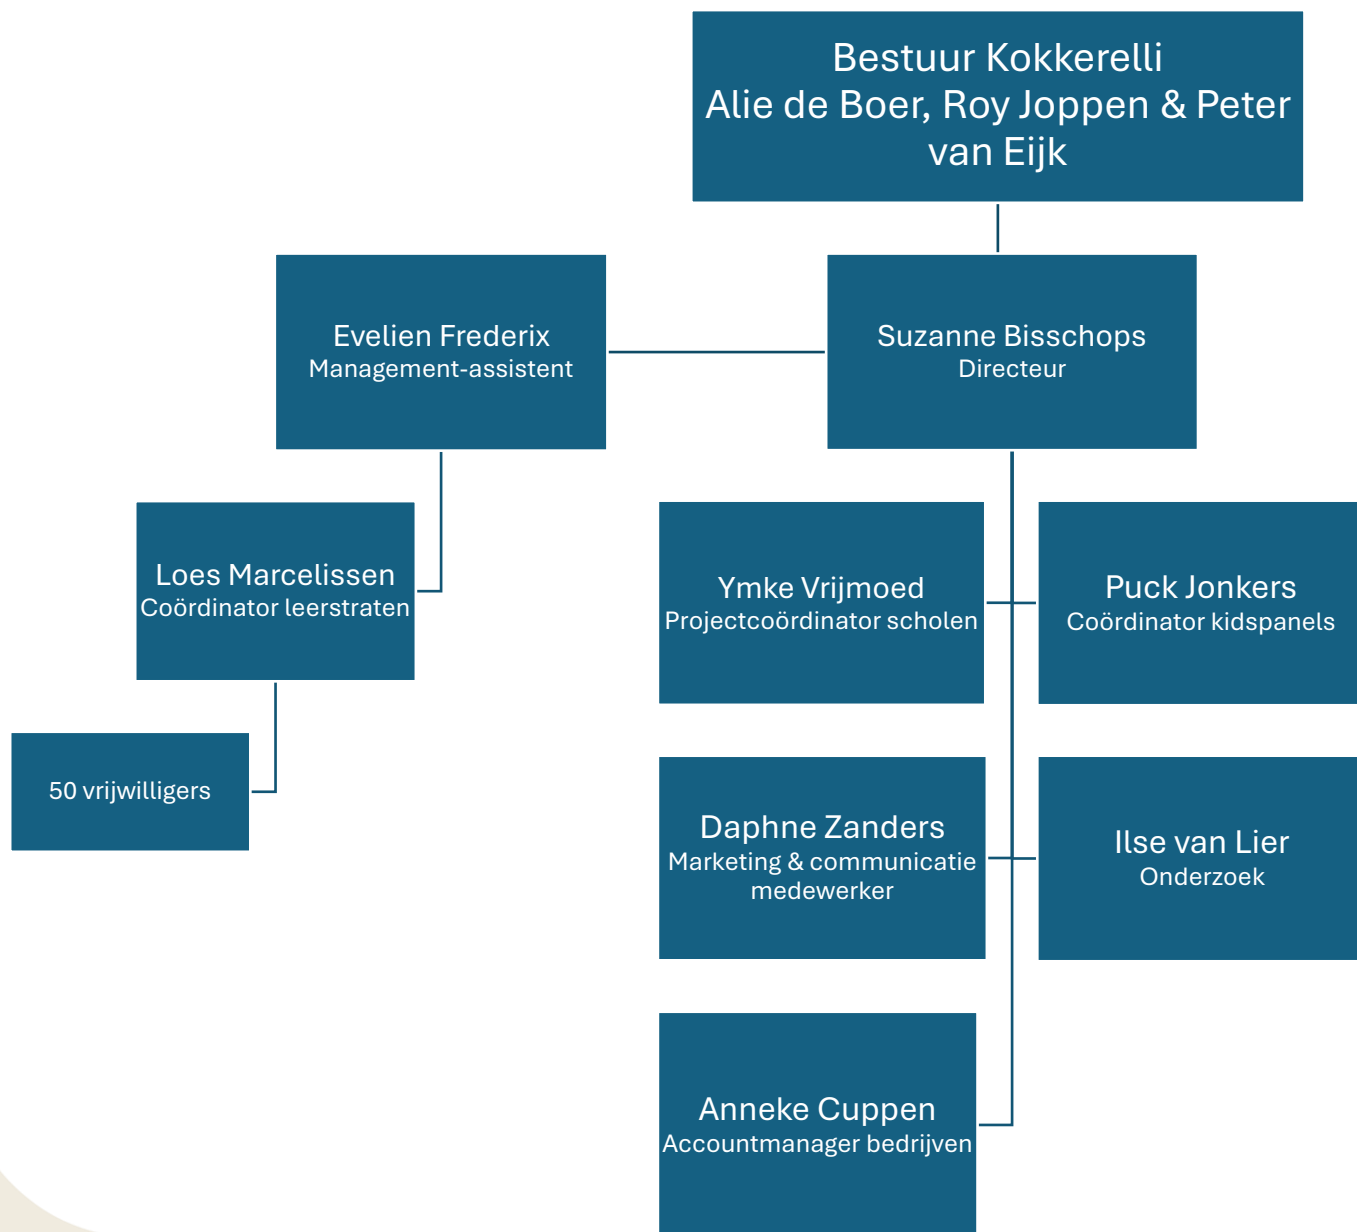 Bestuur Kokkerelli
Alie de Boer, Roy Joppen & Peter
van Eijk
Evelien Frederix
Management-assistent
Suzanne Bisschops
Directeur
Loes Marcelissen
Coördinator leerstraten
Ymke Vrijmoed
Projectcoördinator scholen
Puck Jonkers
Coördinator kidspanels
50 vrijwilligers
Daphne Zanders
Marketing & communicatie
medewerker
Ilse van Lier
Onderzoek
Anneke Cuppen
Accountmanager bedrijven